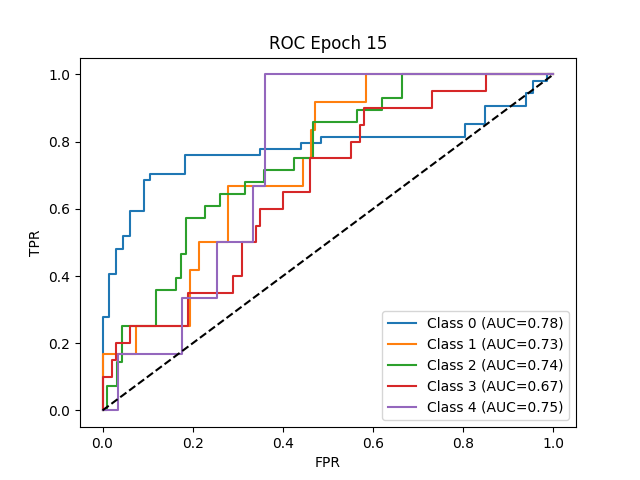 ROC Epoch 15
TPR
1.0
0.8
0.6
0.4
0.2
0.0
0.0 0.2 0.4 0.6 0.8 1.0
FPR
Class 0 (AUC=0.78)
Class 1 (AUC=0.73)
Class 2 (AUC=0.74)
Class 3 (AUC=0.67)
Class 4 (AUC=0.75)